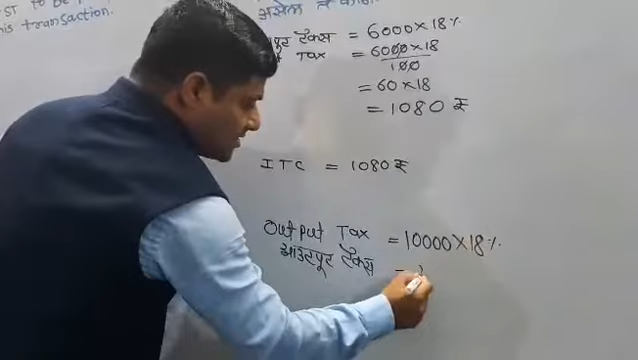 ST to be
his transaction.
पुट टैक्स = 6000×18%
Tax = 6000×18
100
= 60×18
= 1080 ₹
ITC = 1080 ₹
Output Tax = 10000×18%
आउटपुट टैक्स =